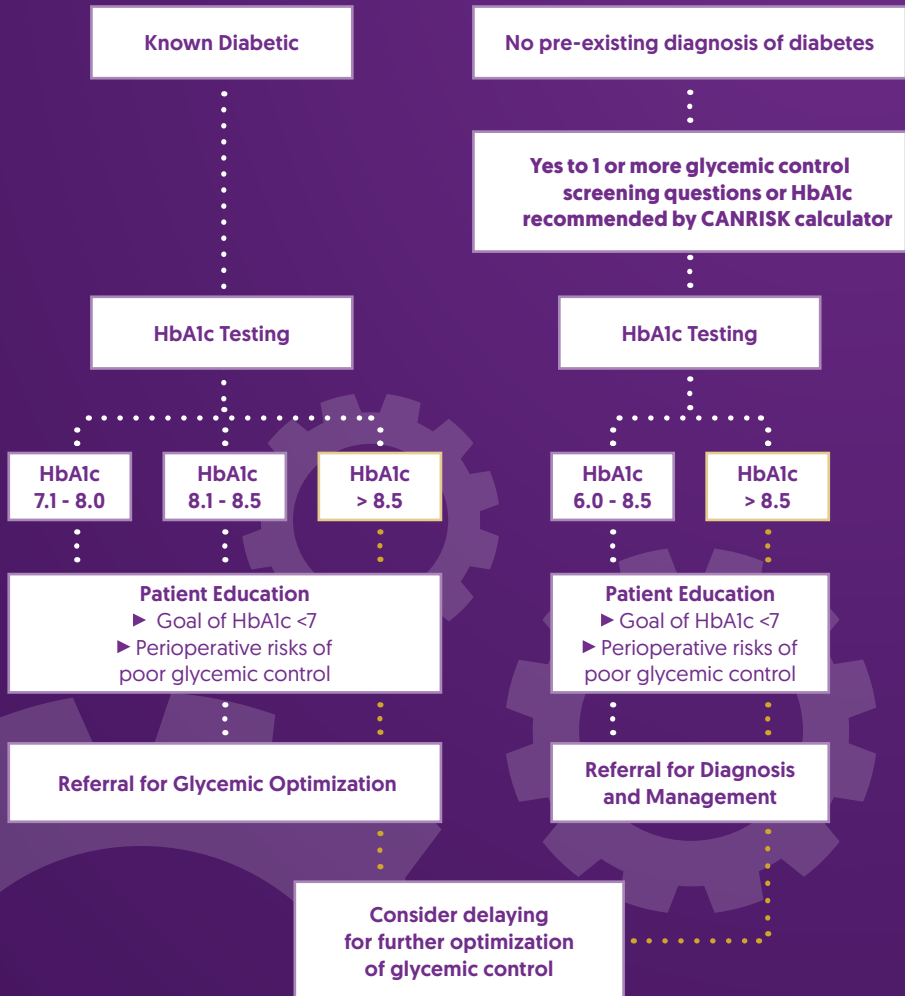 Known Diabetic
No pre-existing diagnosis of diabetes
Yes to 1 or more glycemic control
screening questions or HbA1c
recommended by CANRISK calculator
HbA1c Testing
HbA1c Testing
HbA1c
7.1 - 8.0
HbA1c
8.1 - 8.5
HbA1c
> 8.5
HbA1c
6.0 - 8.5
HbA1c
> 8.5
Patient Education
► Goal of HbA1c <7
► Perioperative risks of
poor glycemic control
Patient Education
► Goal of HbA1c <7
► Perioperative risks of
poor glycemic control
Referral for Glycemic Optimization
Referral for Diagnosis
and Management
Consider delaying
for further optimization
of glycemic control